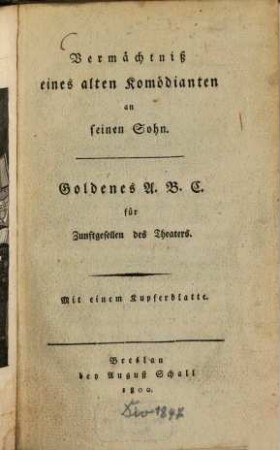 Vermächtniß
eines alten Komödianten
an
seinen Sohn.
Goldenes A. B. C.
für
Zunftgesellen des Theaters.
Mit einem Kupferblatte.
Breslau
bey August Schall
1800.